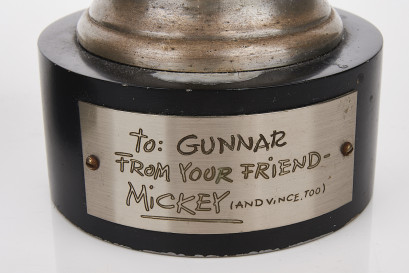 To: GUNNAR
FROM YOUR FRIEND-
MiCKEY (AND ViNCE, TOO)